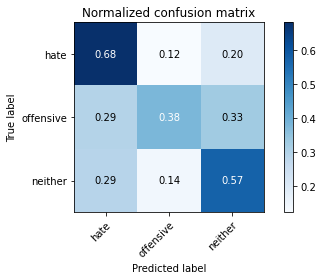 Normalized confusion matrix
True label
hate
0.68 0.12 0.20
offensive
0.29 0.38 0.33
neither
0.29 0.14 0.57
hate
offensive
neither
Predicted label
0.6
0.5
0.4
0.3
0.2